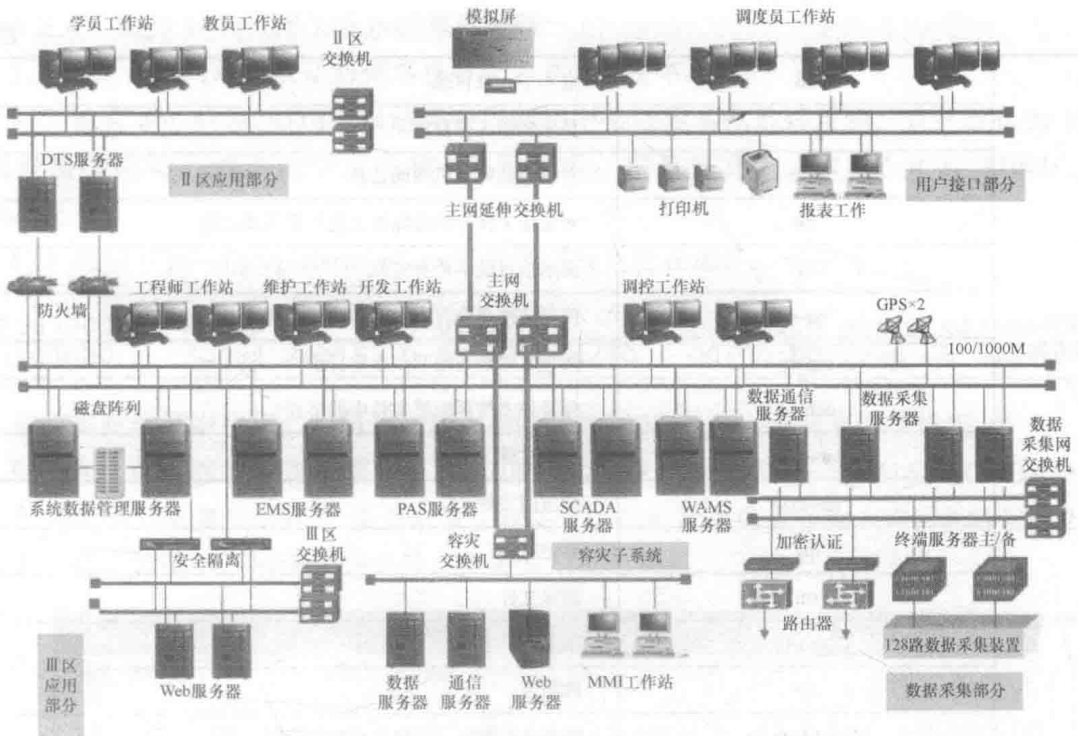 学员工作站
教员工作站
Ⅱ区
交换机
模拟屏
调度员工作站
DTS服务器
Ⅱ区应用部分
主网延伸交换机
打印机
报表工作
用户接口部分
防火墙
工程师工作站
维护工作站
开发工作站
主网
交换机
调控工作站
GPS×2
100/1000M
磁盘阵列
数据通信
服务器
数据采集
服务器
数据
采集网
交换机
系统数据管理服务器
EMS服务器
PAS服务器
SCADA
服务器
WAMS
服务器
安全隔离
Ⅲ区
交换机
容灾
交换机
容灾子系统
加密认证
终端服务器主/备
路由器
128路数据采集装置
Ⅲ区
应用
部分
Web服务器
数据
服务器
通信
服务器
Web
服务器
MMI工作站
数据采集部分